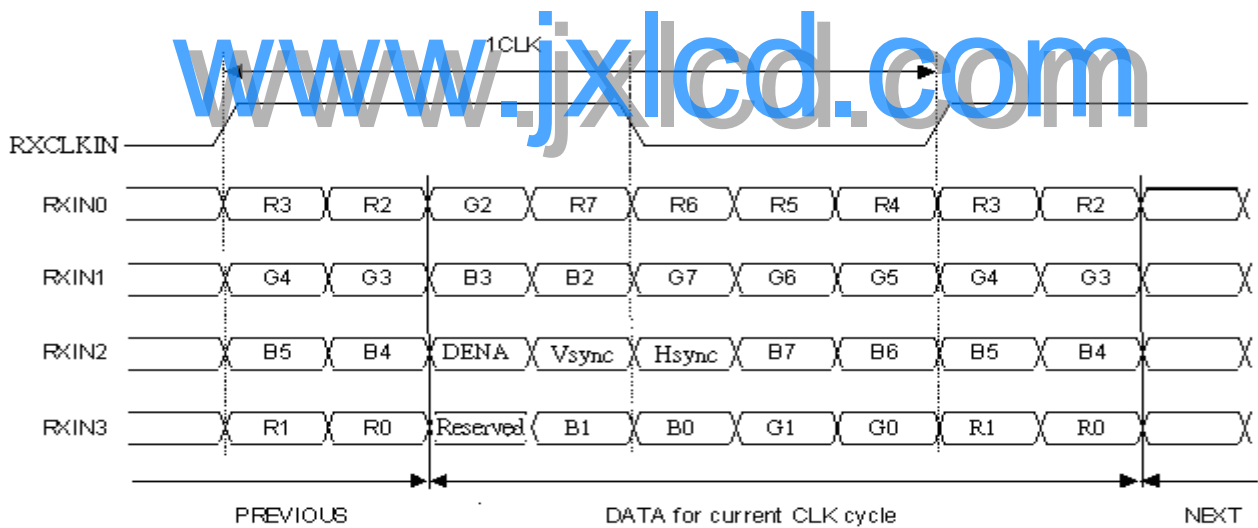 www.jxlcd.com
1CLK
RXCLKIN
RXIN0 R3 R2 G2 R7 R6 R5 R4 R3 R2
RXIN1 G4 G3 B3 B2 G7 G6 G5 G4 G3
RXIN2 B5 B4 DENA Vsync Hsync B7 B6 B5 B4
RXIN3 R1 R0 Reserved B1 B0 G1 G0 R1 R0
PREVIOUS DATA for current CLK cycle NEXT